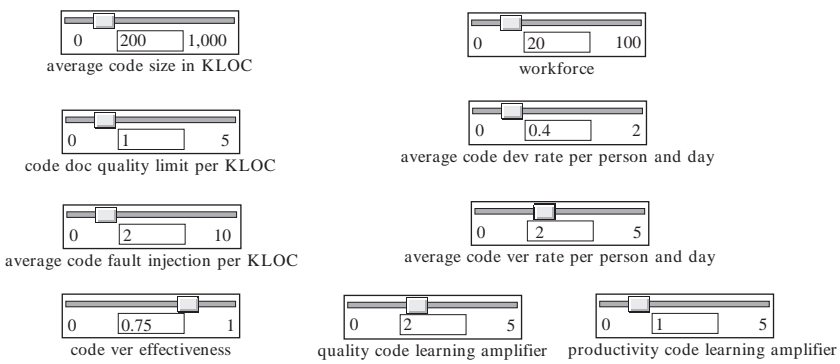 0 200 1,000
average code size in KLOC
0 20 100
workforce
0 1 5
code doc quality limit per KLOC
0 0.4 2
average code dev rate per person and day
0 2 10
average code fault injection per KLOC
0 2 5
average code ver rate per person and day
0 0.75 1
code ver effectiveness
0 2 5
quality code learning amplifier
0 1 5
productivity code learning amplifier